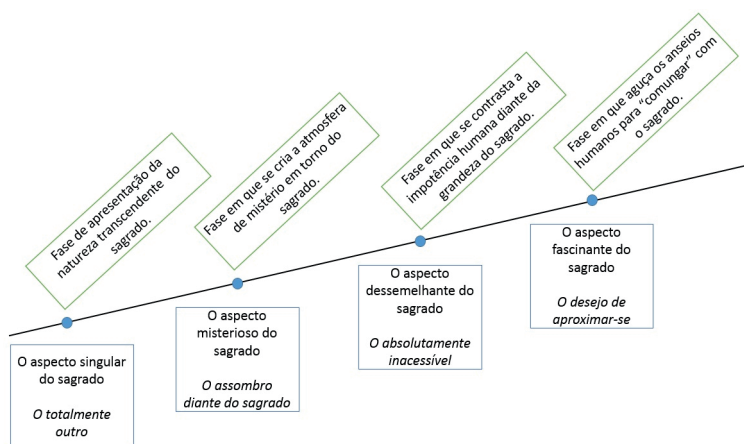 Fase de apresentação da
natureza transcendente do
sagrado.
O aspecto singular
do sagrado
O totalmente
outro
Fase em que se cria a atmosfera
de mistério em torno do
sagrado.
O aspecto
misterioso do
sagrado
O assombro
diante do sagrado
Fase em que se contrasta a
impotência humana diante da
grandeza do sagrado.
O aspecto
dessemelhante do
sagrado
O absolutamente
inacessível
Fase em que aguça os anseios
humanos para “comungar” com
o sagrado.
O aspecto
fascinante do
sagrado
O desejo de
aproximar-se